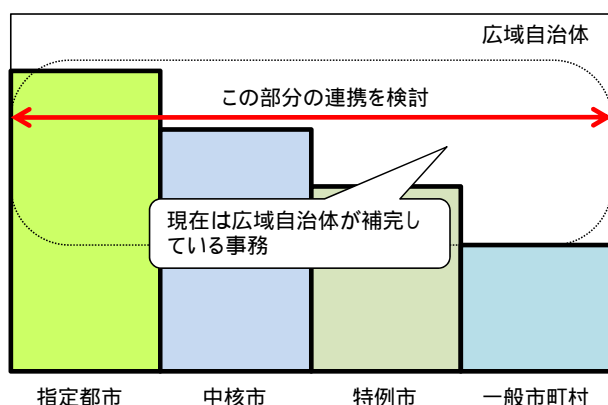 広域自治体
この部分の連携を検討
現在は広域自治体が補完し
ている事務
指定都市
中核市
特例市
一般市町村